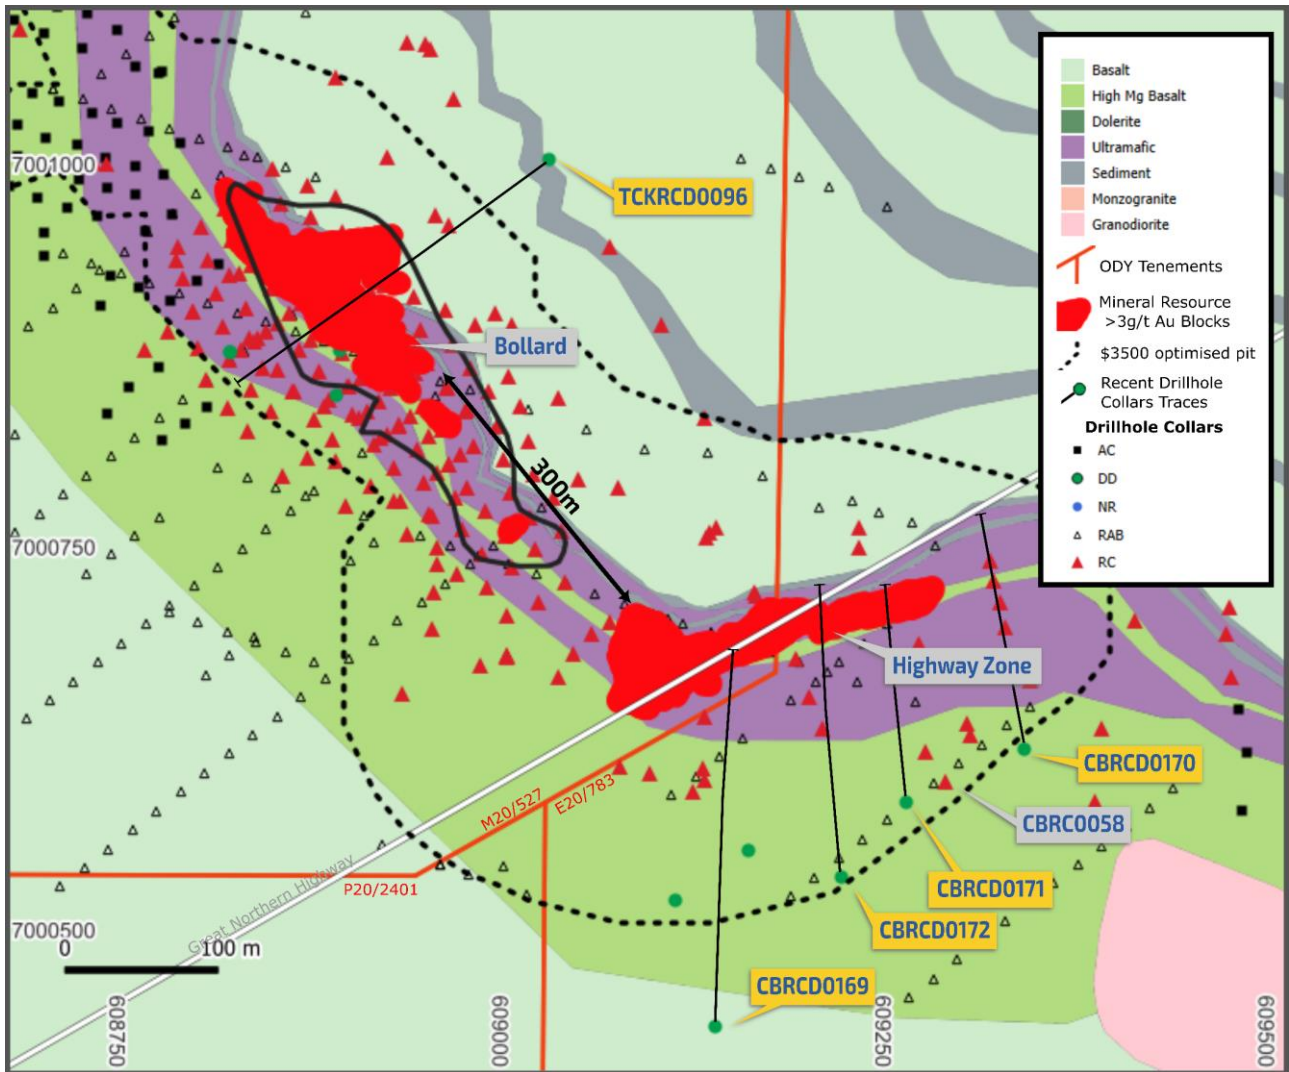 7001000
7000750
7000500
0 100 m
608750
609000
609250
609500
TCKRCD0096
Bollard
300m
Highway Zone
CBRCD0170
CBRC0058
CBRCD0171
CBRCD0172
CBRCD0169
M20/527
E20/783
P20/2401
Great Northern Highway
Basalt
High Mg Basalt
Dolerite
Ultramafic
Sediment
Monzogranite
Granodiorite
ODY Tenements
Mineral Resource
>3g/t Au Blocks
$3500 optimised pit
Recent Drillhole
Collars Traces
Drillhole Collars
AC
DD
NR
RAB
RC